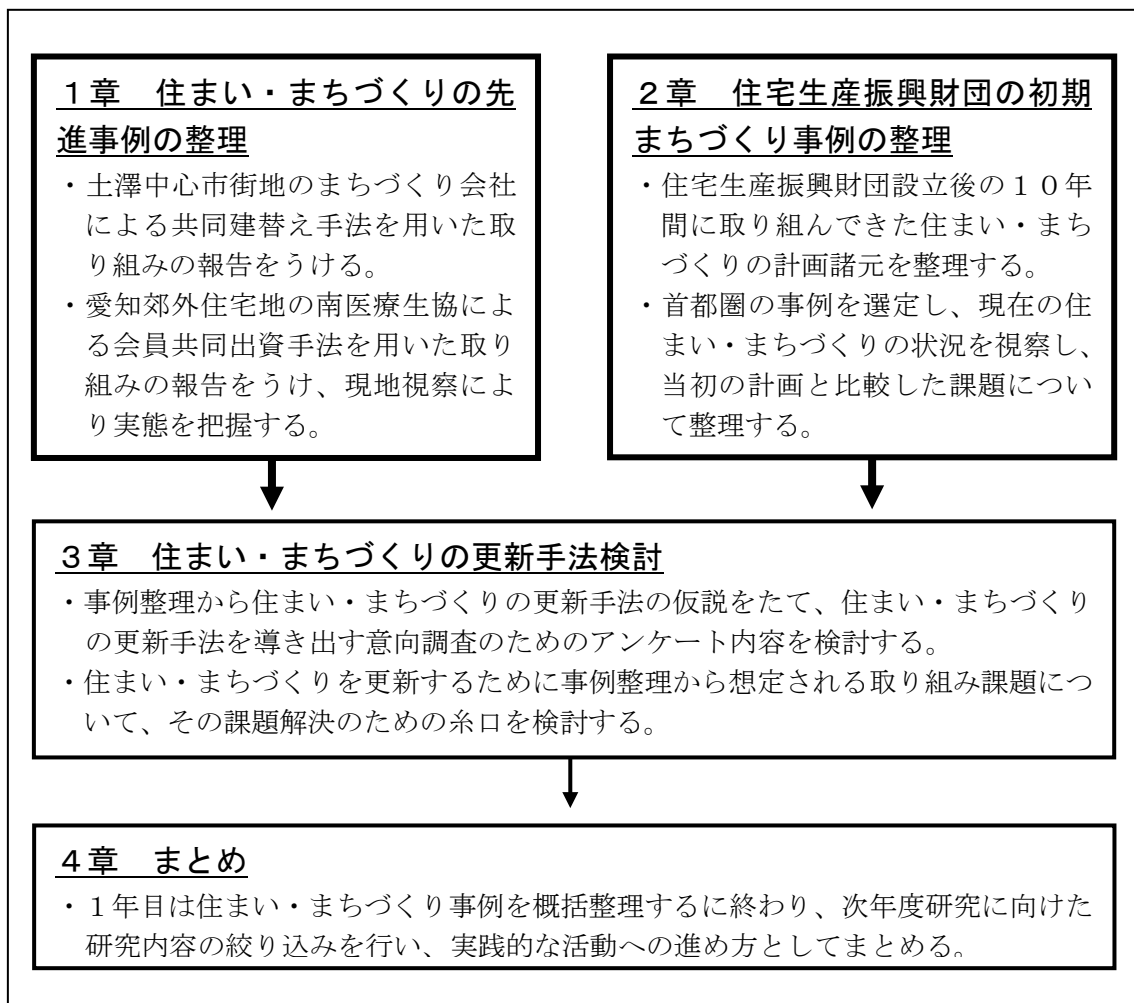 １章　住まい・まちづくりの先
進事例の整理
・土澤中心市街地のまちづくり会社
による共同建替え手法を用いた取
り組みの報告をうける。
・愛知郊外住宅地の南医療生協によ
る会員共同出資手法を用いた取り
組みの報告をうけ、現地視察によ
り実態を把握する。
２章　住宅生産振興財団の初期
まちづくり事例の整理
・住宅生産振興財団設立後の１０年
間に取り組んできた住まい・まち
づくりの計画諸元を整理する。
・首都圏の事例を選定し、現在の住
まい・まちづくりの状況を視察し、
当初の計画と比較した課題につい
て整理する。
３章　住まい・まちづくりの更新手法検討
・事例整理から住まい・まちづくりの更新手法の仮説をたて、住まい・まちづくり
の更新手法を導き出す意向調査のためのアンケート内容を検討する。
・住まい・まちづくりを更新するために事例整理から想定される取り組み課題につ
いて、その課題解決のための糸口を検討する。
４章　まとめ
・１年目は住まい・まちづくり事例を概括整理するに終わり、次年度研究に向けた
研究内容の絞り込みを行い、実践的な活動への進め方としてまとめる。